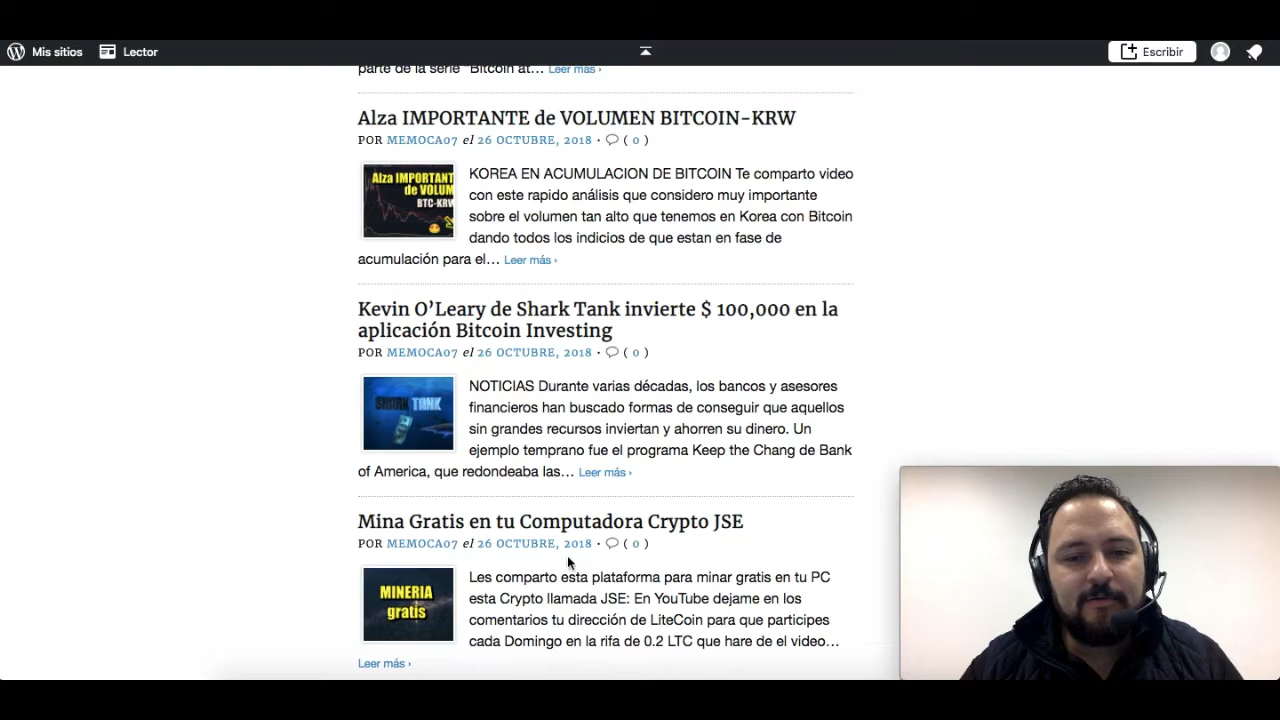 Mis sitios Lector Escribir
parte de la serie "Bitcoin at… Leer más ›
Alza IMPORTANTE de VOLUMEN BITCOIN-KRW
POR MEMOCA07 el 26 OCTUBRE, 2018 • ( 0 )
Alza IMPORTANT
de VOLUM
BTC-KRW
KOREA EN ACUMULACION DE BITCOIN Te comparto video
con este rapido análisis que considero muy importante
sobre el volumen tan alto que tenemos en Korea con Bitcoin
dando todos los indicios de que estan en fase de
acumulación para el… Leer más ›
Kevin O’Leary de Shark Tank invierte $ 100,000 en la
aplicación Bitcoin Investing
POR MEMOCA07 el 26 OCTUBRE, 2018 • ( 0 )
SHARK TANK
NOTICIAS Durante varias décadas, los bancos y asesores
financieros han buscado formas de conseguir que aquellos
sin grandes recursos inviertan y ahorren su dinero. Un
ejemplo temprano fue el programa Keep the Chang de Bank
of America, que redondeaba las… Leer más ›
Mina Gratis en tu Computadora Crypto JSE
POR MEMOCA07 el 26 OCTUBRE, 2018 • ( 0 )
MINERIA
gratis
Les comparto esta plataforma para minar gratis en tu PC
esta Crypto llamada JSE: En YouTube dejame en los
comentarios tu dirección de LiteCoin para que participes
cada Domingo en la rifa de 0.2 LTC que hare de el video…
Leer más ›